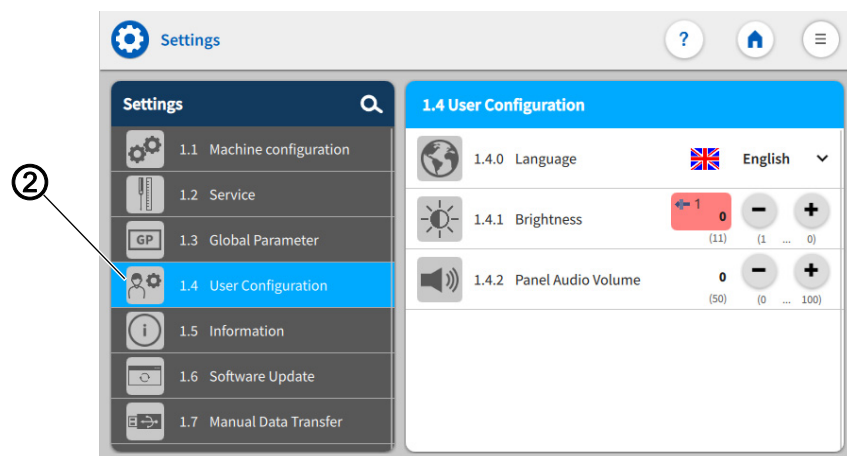 Settings
?
Settings
1.4 User Configuration
②
1.1 Machine configuration
1.2 Service
GP 1.3 Global Parameter
1.4 User Configuration
i 1.5 Information
1.6 Software Update
1.7 Manual Data Transfer
1.4.0 Language English
1.4.1 Brightness 1 0 − +
(11) (1 ... 0)
1.4.2 Panel Audio Volume 0 − +
(50) (0 ... 100)